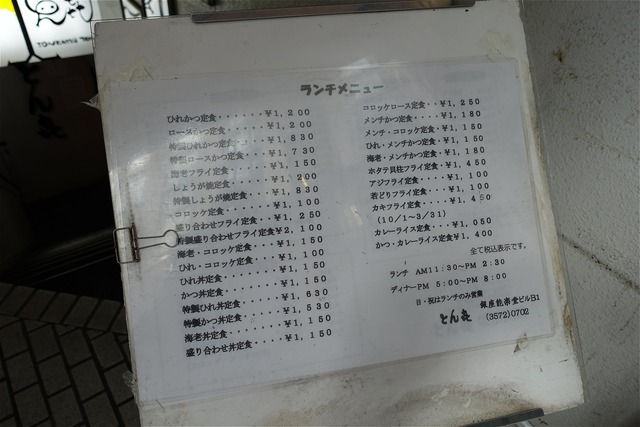 TONKATSU
とん㐂
ランチメニュー
ひれかつ定食・・・・・・・¥1,200
ロースかつ定食・・・・・・¥1,200
特製ひれかつ定食・・・・・¥1,830
特製ロースかつ定食・・・・¥1,730
海老フライ定食・・・・・・¥1,150
しょうが焼定食・・・・・・¥1,200
特製しょうが焼定食・・・・¥1,830
コロッケ定食・・・・・・・¥1,100
盛り合わせフライ定食・・・¥1,250
特製盛り合わせフライ定食¥2,100
海老・コロッケ定食・・・・¥1,150
ひれ・コロッケ定食・・・・¥1,100
ひれ丼定食・・・・・・・・¥1,150
かつ丼定食・・・・・・・・¥1,150
特製ひれ丼定食・・・・・・¥1,630
特製かつ丼定食・・・・・・¥1,530
海老丼定食・・・・・・・・¥1,150
盛り合わせ丼定食・・・・・¥1,150
コロッケロース定食・・¥1,250
メンチかつ定食・・・・¥1,180
メンチ・コロッケ定食・¥1,150
ひれ・メンチかつ定食・¥1,150
海老・メンチかつ定食・¥1,180
ホタテ貝柱フライ定食・¥1,450
アジフライ定食・・・・¥1,100
若どりフライ定食・・・¥1,100
カキフライ定食・・・・¥1,450
(10/1~3/31)
カレーライス定食・・・¥1,050
かつ・カレーライス定食¥1,400
全て税込表示です。
ランチ AM11:30~PM 2:30
ディナーPM 5:00~PM 8:00
日・祝はランチのみ営業
銀座能楽堂ビルB1
とん㐂 (3572)0702